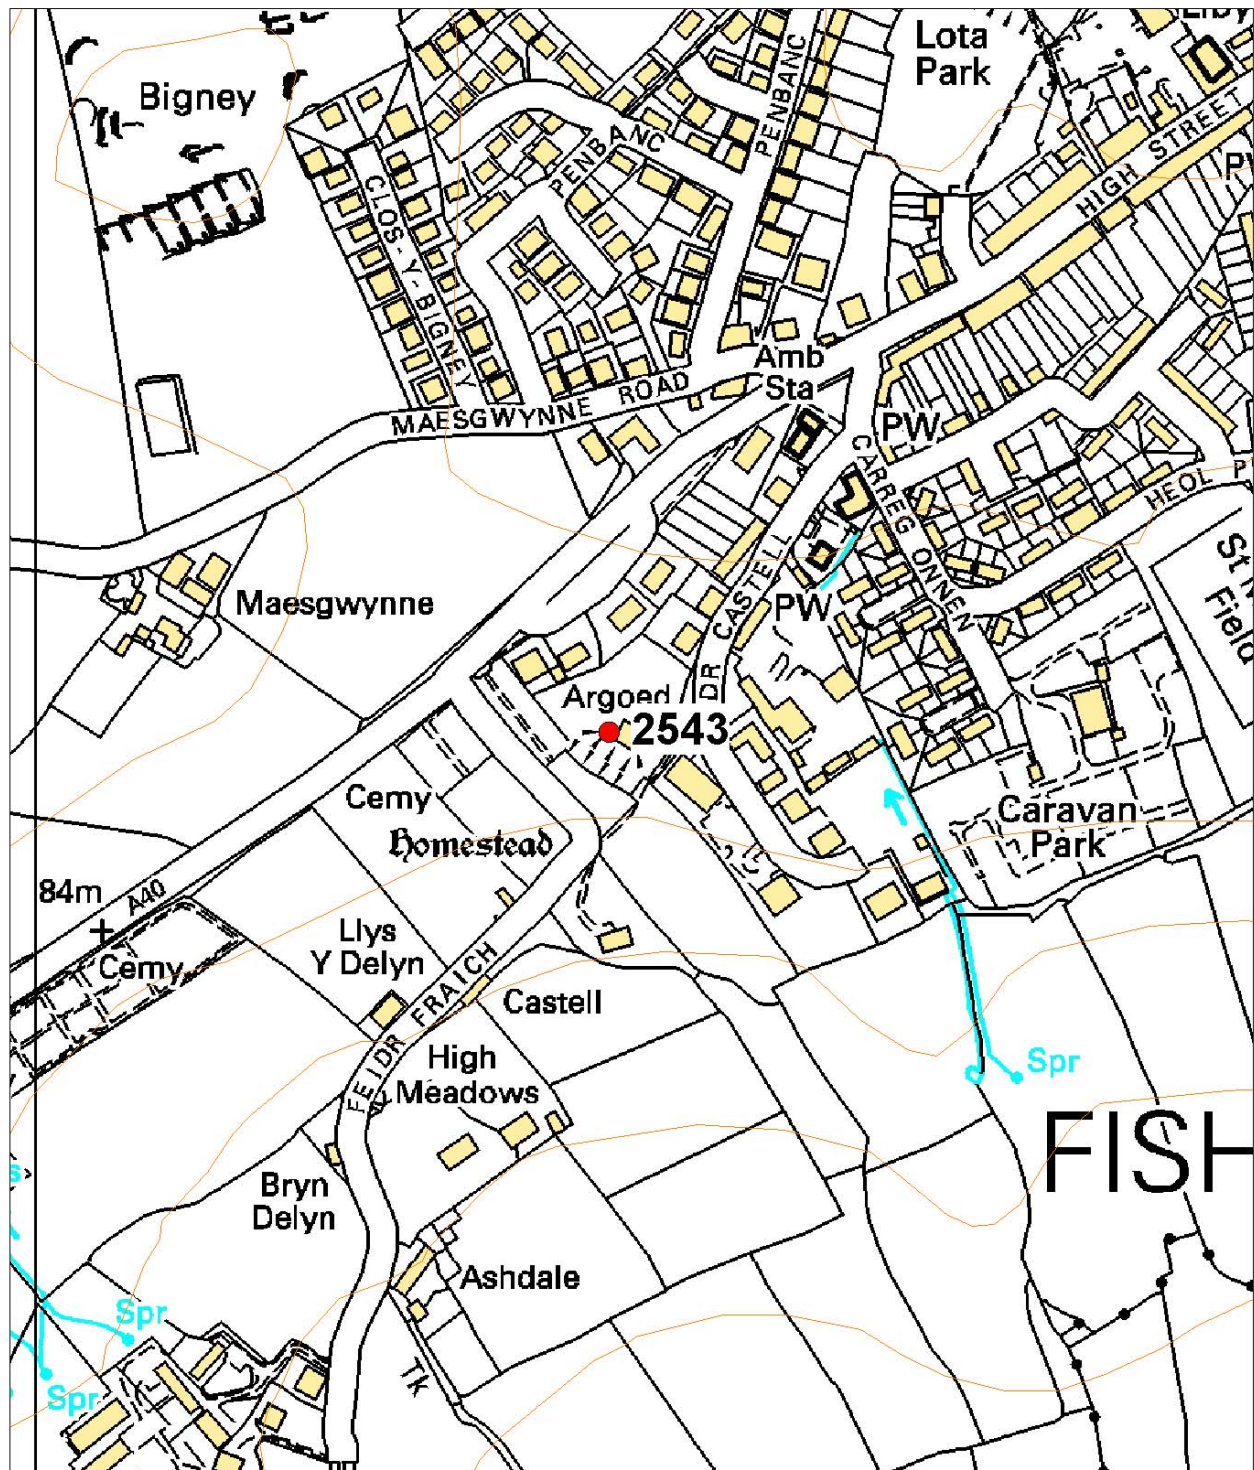 Lota
Park
Bigney
PENBANC
PENBANC
HIGH STREET
CLOS-Y-BIGNEY
Amb
Sta
MAESGWYNNE ROAD
PW
CARREG ONNEN
HEOL
Maesgwynne
DR CASTELL
PW
Field
Argoed
2543
Cemy
Homestead
Caravan
Park
84m
A40
Llys
Y Delyn
Cemy
FEIDR FRAICH
Castell
High
Meadows
Spr
FISH
Bryn
Delyn
Ashdale
Spr
Spr
Tk